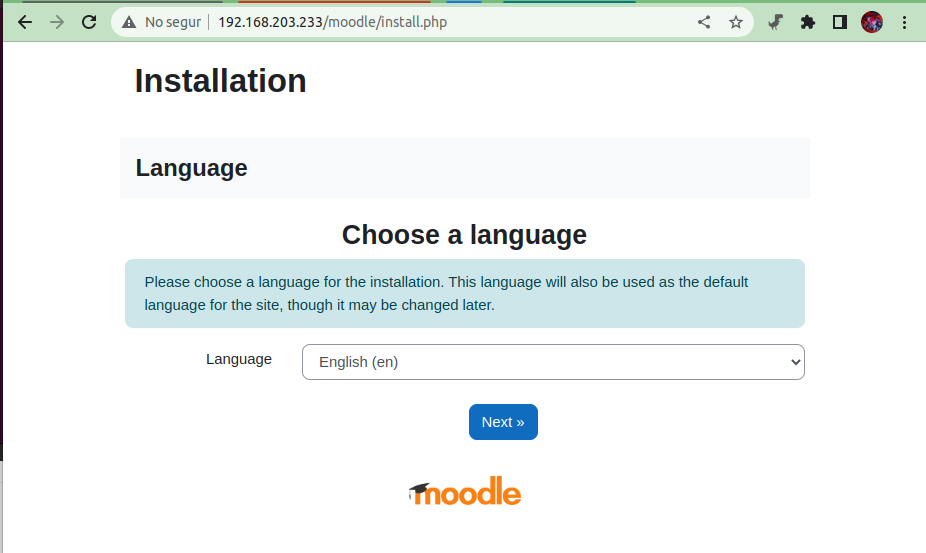 No segur
192.168.203.233/moodle/install.php
Installation
Language
Choose a language
Please choose a language for the installation. This language will also be used as the default
language for the site, though it may be changed later.
Language
English (en)
Next »
moodle